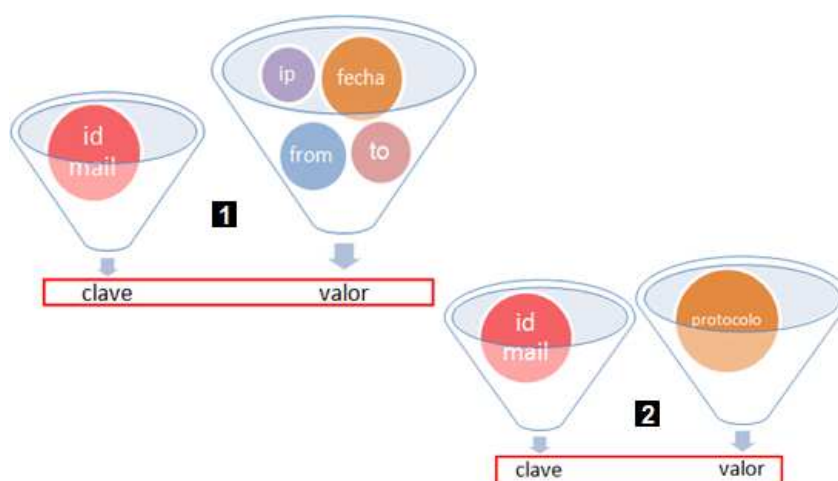 ip
fecha
id
mail
from
to
1
clave
valor
id
mail
protocolo
2
clave
valor